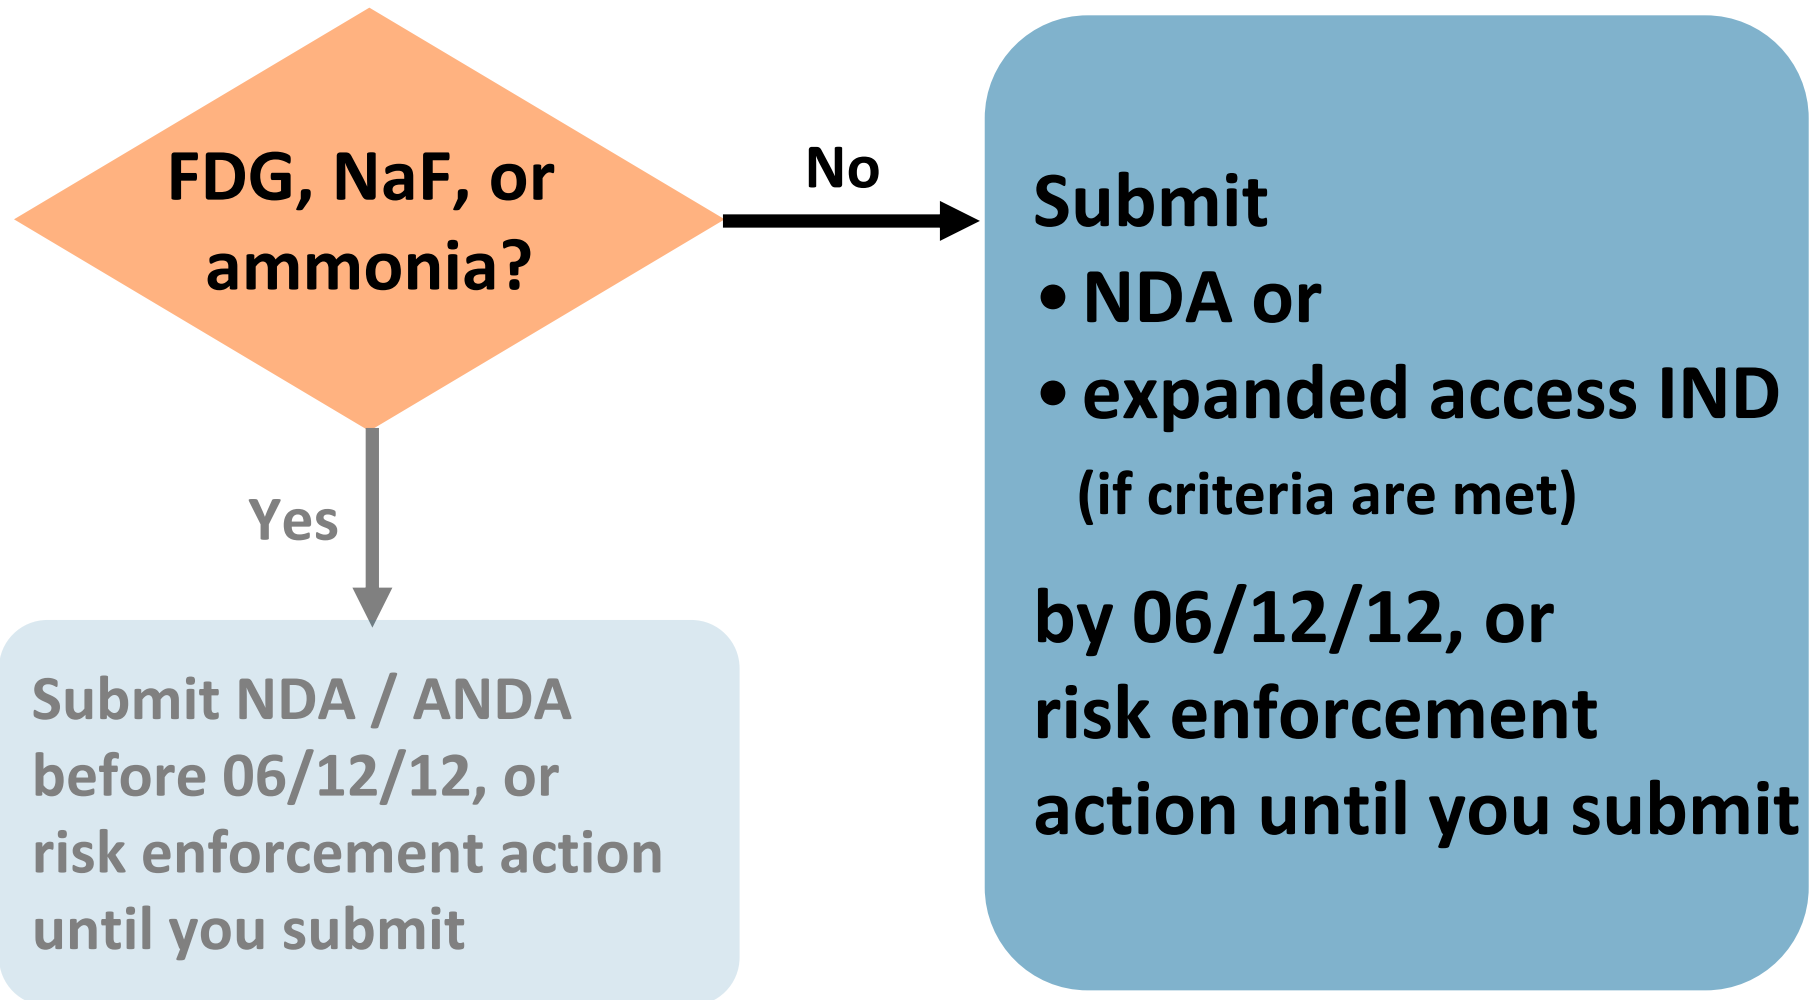 FDG, NaF, or
ammonia?
No
Submit
• NDA or
• expanded access IND
(if criteria are met)
by 06/12/12, or
risk enforcement
action until you submit
Yes
Submit NDA / ANDA
before 06/12/12, or
risk enforcement action
until you submit